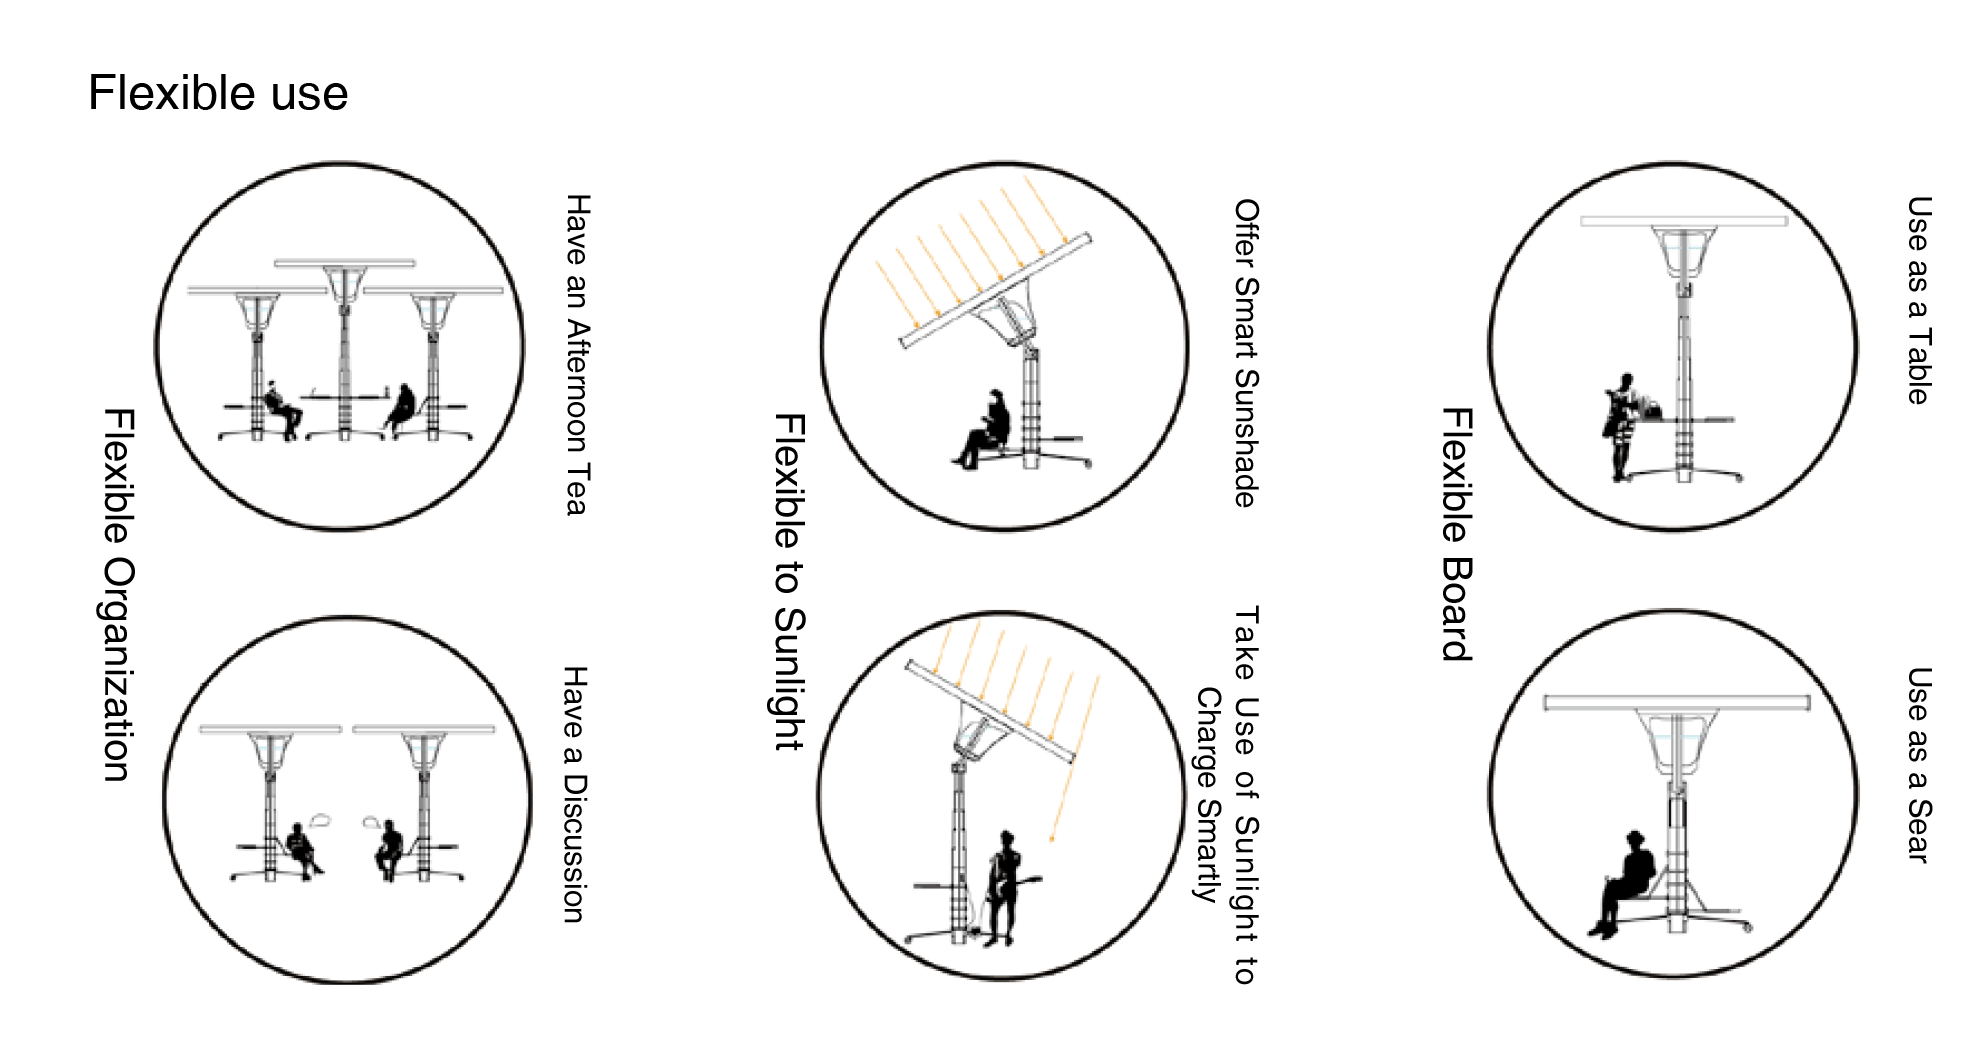 Flexible use
Flexible Organization
Have an Afternoon Tea
Have a Discussion
Flexible to Sunlight
Offer Smart Sunshade
Take Use of Sunlight to
Charge Smartly
Flexible Board
Use as a Table
Use as a Sear